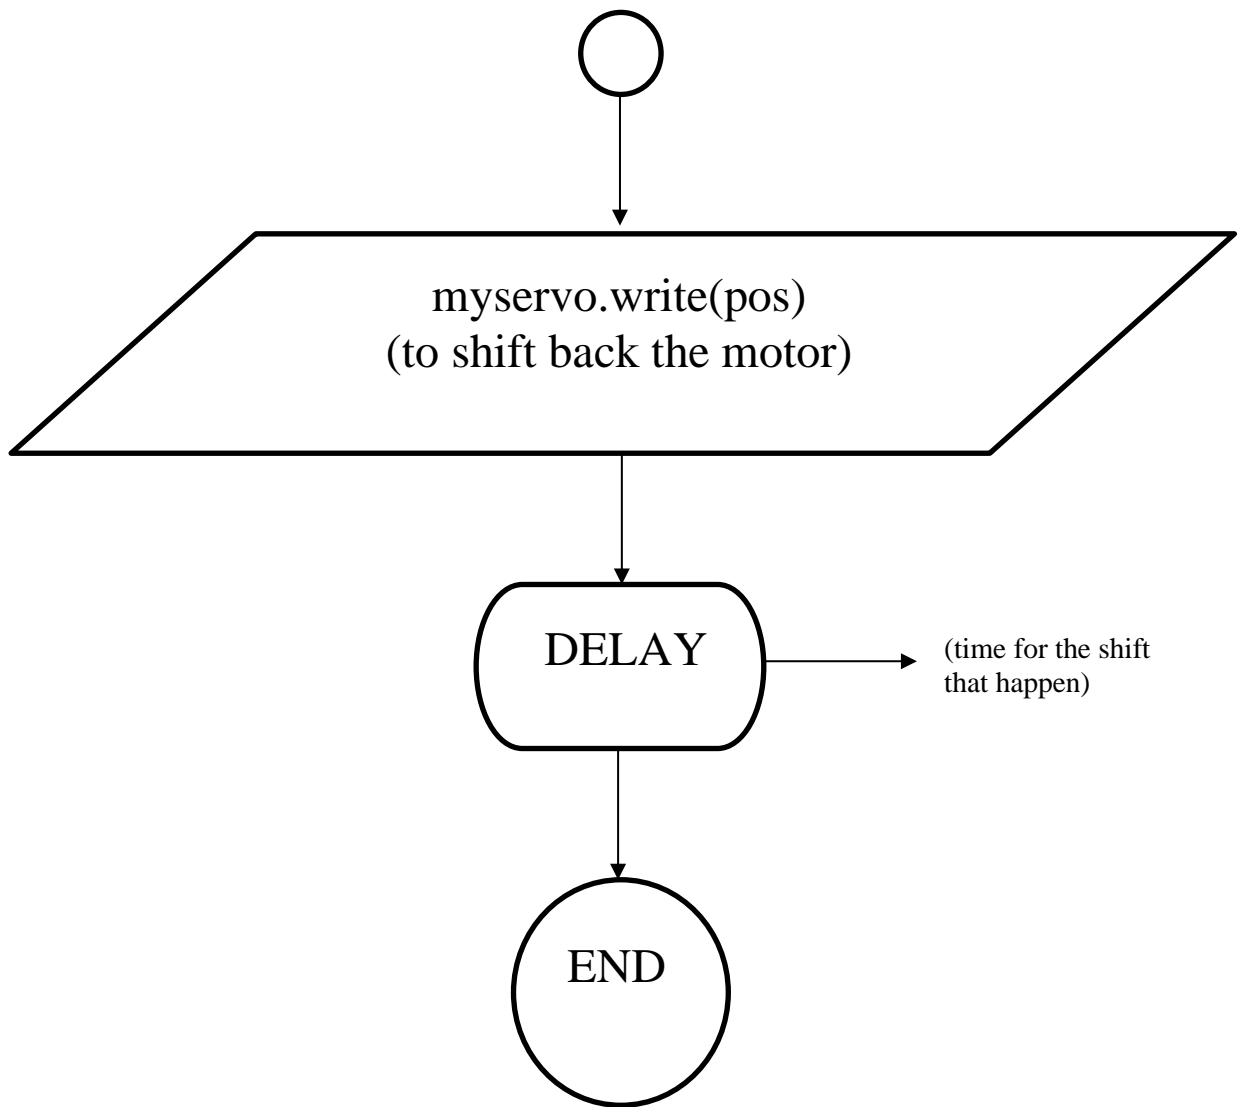 myservo.write(pos)
(to shift back the motor)
DELAY
(time for the shift
that happen)
END